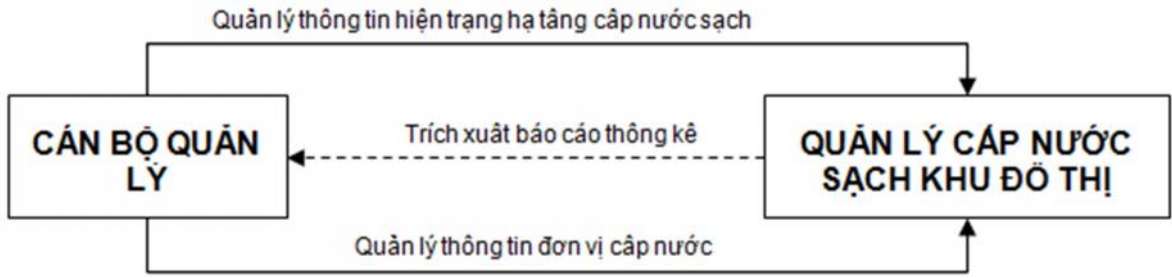 Quản lý thông tin hiện trạng hạ tầng cấp nước sạch
CÁN BỘ QUẢN
LÝ
Trích xuất báo cáo thông kê
QUẢN LÝ CẤP NƯỚC
SẠCH KHU ĐÔ THỊ
Quản lý thông tin đơn vị cấp nước